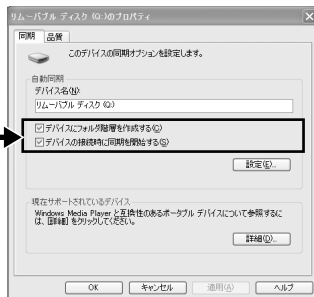 リムーバブル ディスク (Q:)のプロパティ
同期 品質
このデバイスの同期オプションを設定します。
自動同期
デバイス名(N):
リムーバブル ディスク (Q:)
デバイスにフォルダ階層を作成する(C)
デバイスの接続時に同期を開始する(S)
設定(E)...
現在サポートされているデバイス
Windows Media Player と互換性のあるポータブル デバイスについて参照するに
は、[詳細] をクリックしてください。
詳細(D)...
OK キャンセル 適用(A) ヘルプ